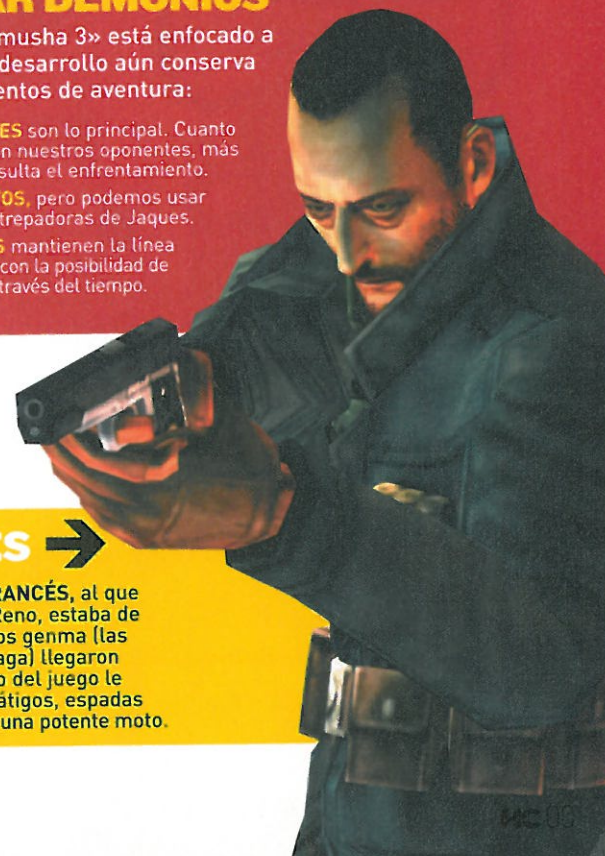 AR DEMONIOS
musha 3» está enfocado a
desarrollo aún conserva
entos de aventura:
ES son lo principal. Cuanto
n nuestros oponentes, más
sulta el enfrentamiento.
OS, pero podemos usar
trepadoras de Jaques.
S mantienen la línea
con la posibilidad de
través del tiempo.
ES
RANCÉS, al que
Reno, estaba de
os genma (las
aga) llegaron
o del juego le
átigos, espadas
una potente moto.